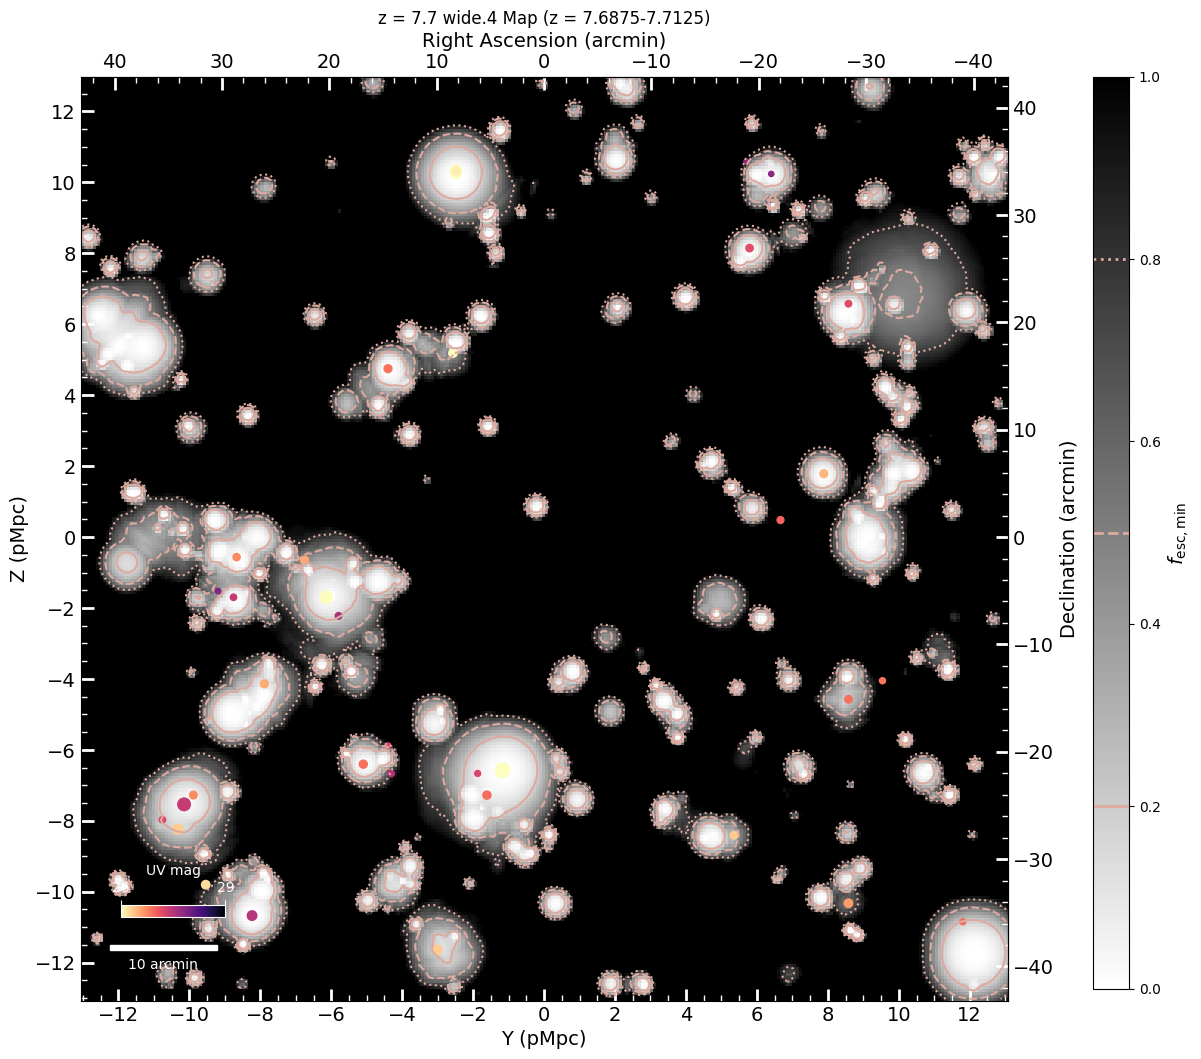 z = 7.7 wide.4 Map (z = 7.6875-7.7125)
Right Ascension (arcmin)
40 30 20 10 0 −10 −20 −30 −40
12 10 8 6 4 2 0 −2 −4 −6 −8 −10 −12
Z (pMpc)
40 30 20 10 0 −10 −20 −30 −40
Declination (arcmin)
1.0 0.8 0.6 0.4 0.2 0.0
fesc,min
UV mag
29
10 arcmin
−12 −10 −8 −6 −4 −2 0 2 4 6 8 10 12
Y (pMpc)